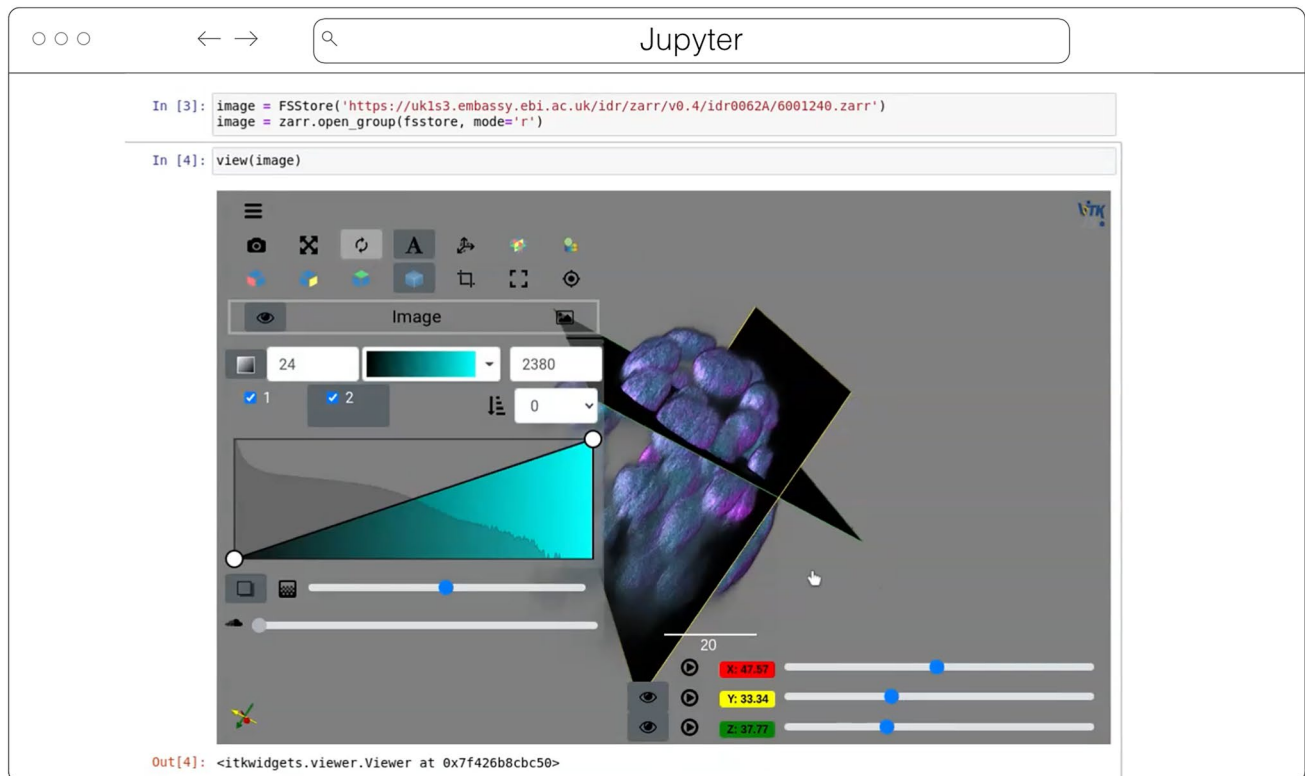 Jupyter
In [3]: image = FSStore('https://uk1s3.embassy.ebi.ac.uk/idr/zarr/v0.4/idr0062A/6001240.zarr')
image = zarr.open_group(fsstore, mode='r')
In [4]: view(image)
A
Image
24
2380
1
2
0
20
X: 47.57
Y: 33.34
Z: 37.77
Out[4]: <itkwidgets.viewer.Viewer at 0x7f426b8cbc50>